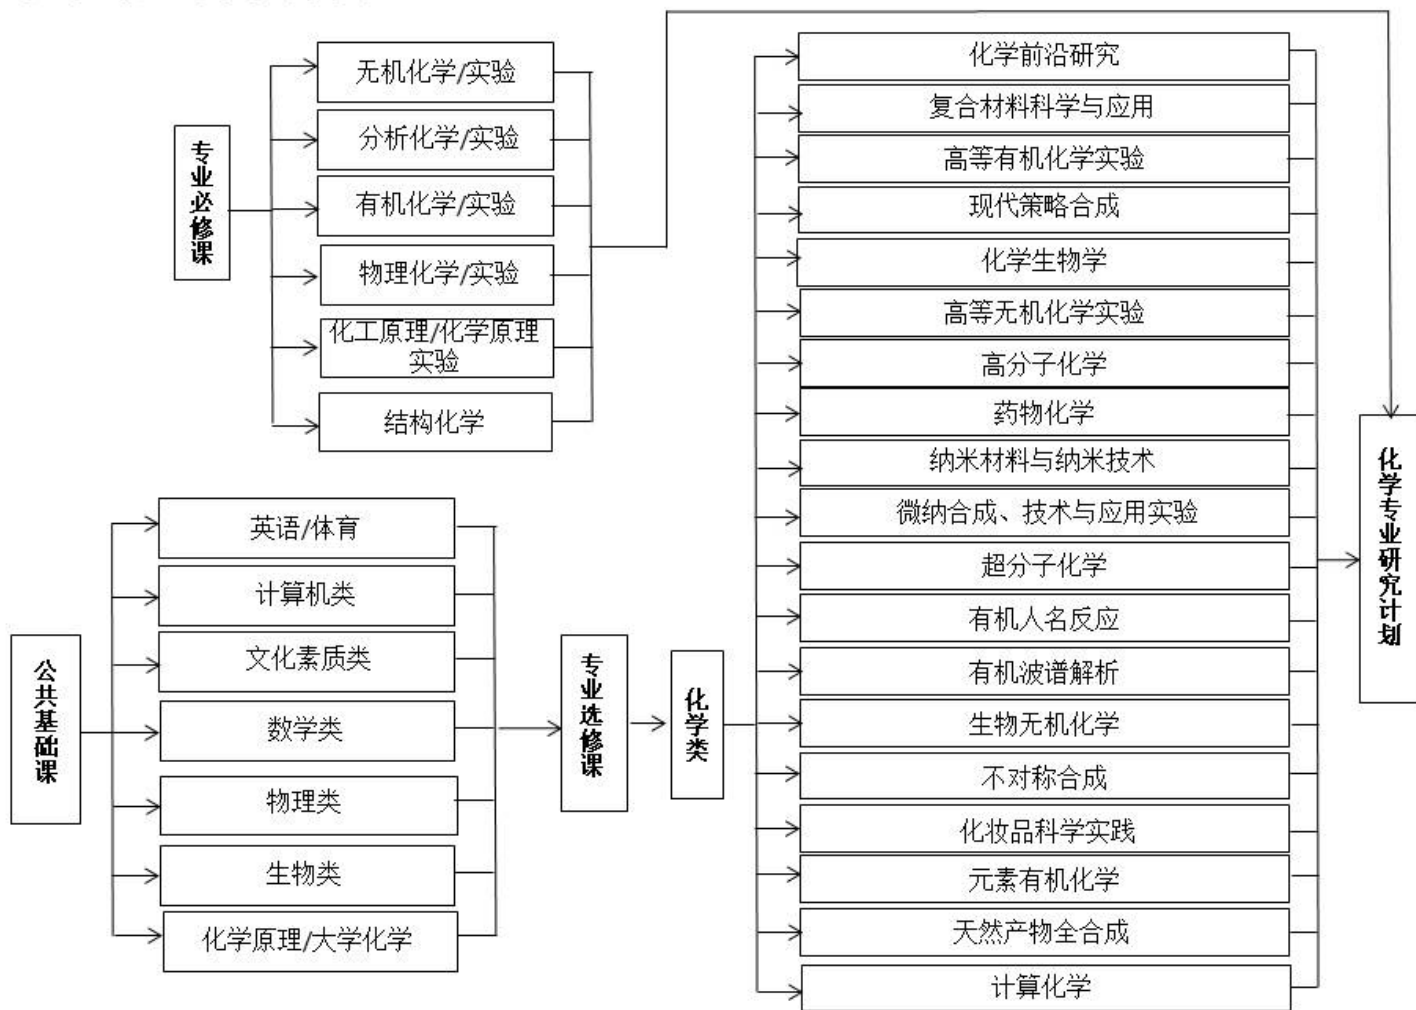 专业必修课
无机化学/实验
分析化学/实验
有机化学/实验
物理化学/实验
化工原理/化学原理
实验
结构化学
公共基础课
英语/体育
计算机类
文化素质类
数学类
物理类
生物类
化学原理/大学化学
专业选修课
化学类
化学前沿研究
复合材料科学与应用
高等有机化学实验
现代策略合成
化学生物学
高等无机化学实验
高分子化学
药物化学
纳米材料与纳米技术
微纳合成、技术与应用实验
超分子化学
有机人名反应
有机波谱解析
生物无机化学
不对称合成
化妆品科学实践
元素有机化学
天然产物全合成
计算化学
化学专业研究计划